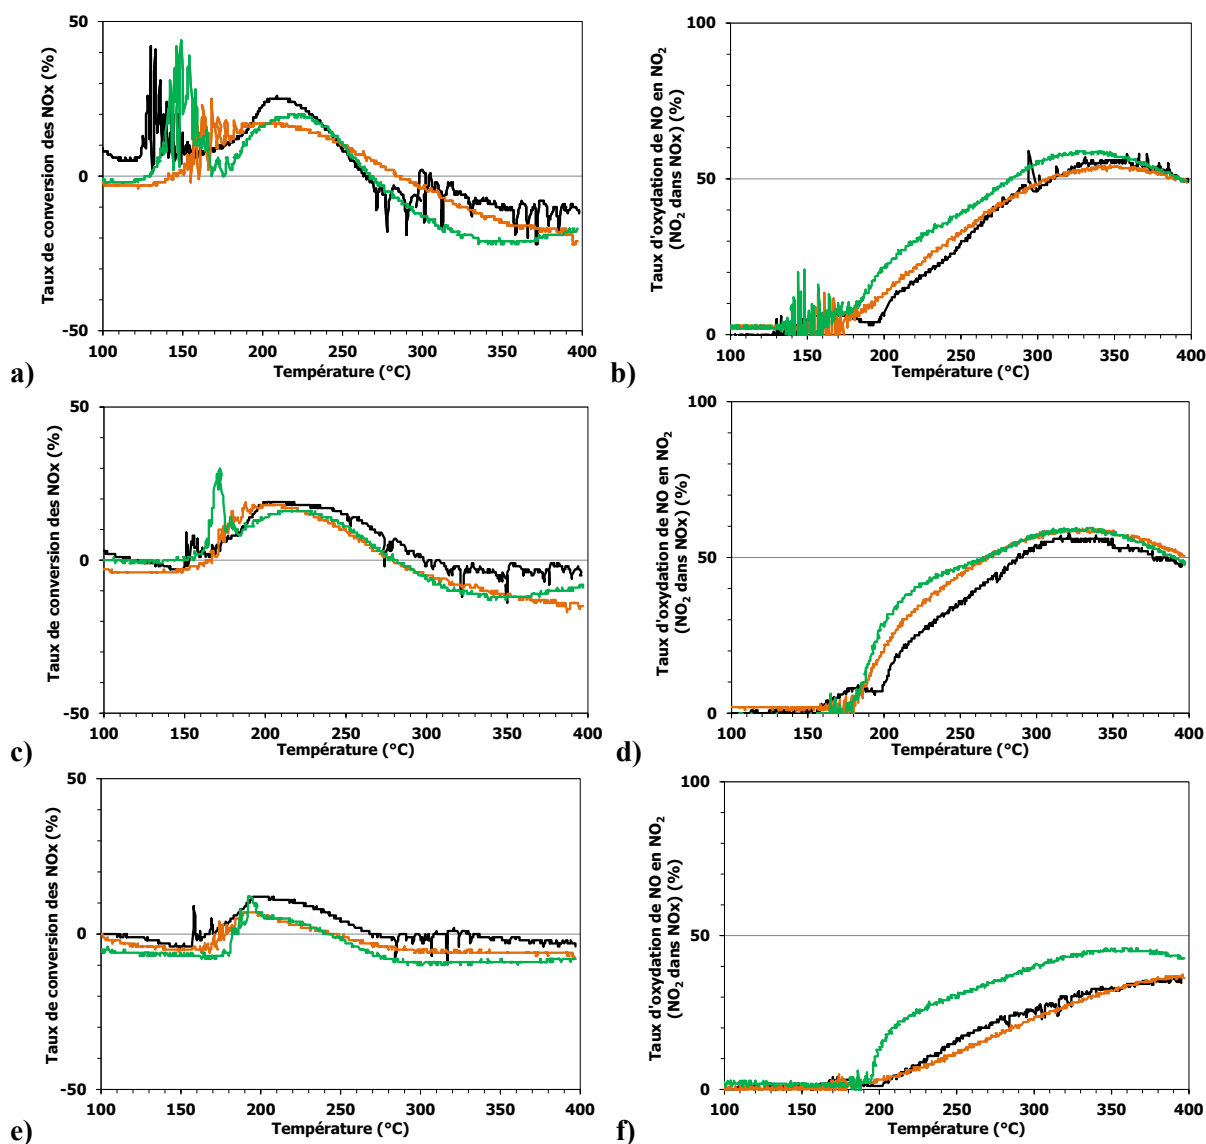 50
0
-50
Taux de conversion des NOx (%)
100 150 200 250 300 350 400
Température (°C)
a)
100
50
0
Taux d'oxydation de NO en NO2
(NO2 dans NOx) (%)
100 150 200 250 300 350 400
Température (°C)
b)
50
0
-50
Taux de conversion des NOx (%)
100 150 200 250 300 350 400
Température (°C)
c)
100
50
0
Taux d'oxydation de NO en NO2
(NO2 dans NOx) (%)
100 150 200 250 300 350 400
Température (°C)
d)
50
0
-50
Taux de conversion des NOx (%)
100 150 200 250 300 350 400
Température (°C)
e)
100
50
0
Taux d'oxydation de NO en NO2
(NO2 dans NOx) (%)
100 150 200 250 300 350 400
Température (°C)
f)